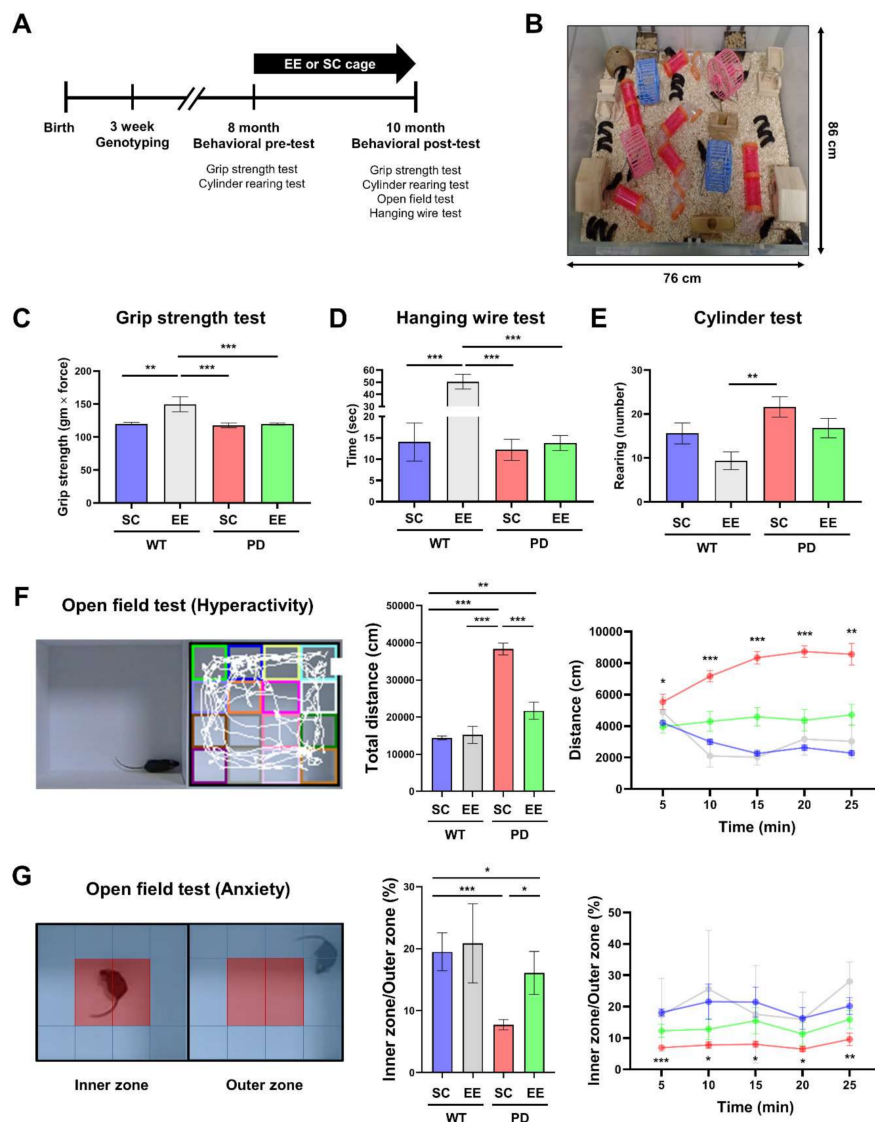 A
EE or SC cage
Birth
3 week
Genotyping
8 month
Behavioral pre-test
Grip strength test
Cylinder rearing test
10 month
Behavioral post-test
Grip strength test
Cylinder rearing test
Open field test
Hanging wire test
B
86 cm
76 cm
C
Grip strength test
Grip strength (gm × force)
200
150
100
50
0
**
***
***
SC
EE
SC
EE
WT
PD
D
Hanging wire test
Time (sec)
60
50
40
30
20
15
10
5
0
***
***
***
SC
EE
SC
EE
WT
PD
E
Cylinder test
Rearing (number)
30
20
10
0
**
SC
EE
SC
EE
WT
PD
F
Open field test (Hyperactivity)
Total distance (cm)
50000
40000
30000
20000
10000
0
**
***
***
***
SC
EE
SC
EE
WT
PD
Distance (cm)
10000
8000
6000
4000
2000
0
*
***
***
***
**
5
10
15
20
25
Time (min)
G
Open field test (Anxiety)
Inner zone
Outer zone
Inner zone/Outer zone (%)
30
20
10
0
*
***
*
SC
EE
SC
EE
WT
PD
Inner zone/Outer zone (%)
50
40
30
20
10
0
***
*
*
*
**
5
10
15
20
25
Time (min)